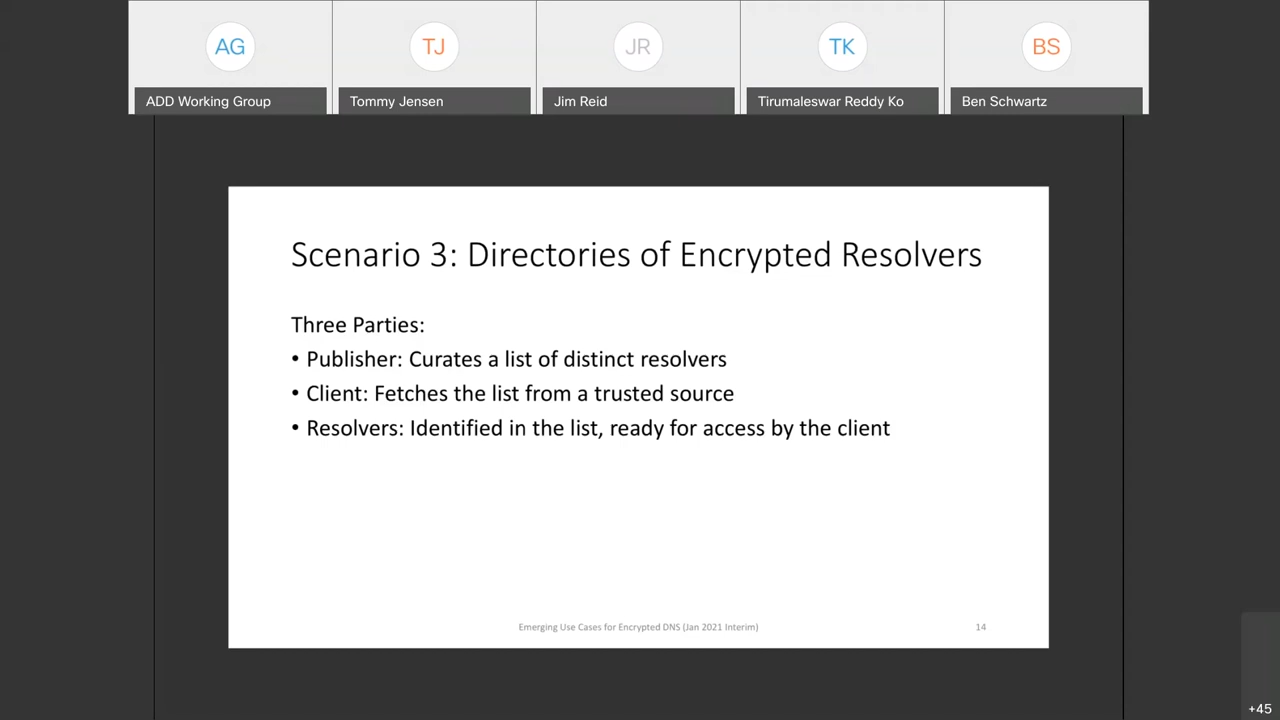 AG
TJ
JR
TK
BS
ADD Working Group
Tommy Jensen
Jim Reid
Tirumaleswar Reddy Ko
Ben Schwartz
Scenario 3: Directories of Encrypted Resolvers
Three Parties:
• Publisher: Curates a list of distinct resolvers
• Client: Fetches the list from a trusted source
• Resolvers: Identified in the list, ready for access by the client
Emerging Use Cases for Encrypted DNS (Jan 2021 Interim)
14
+45